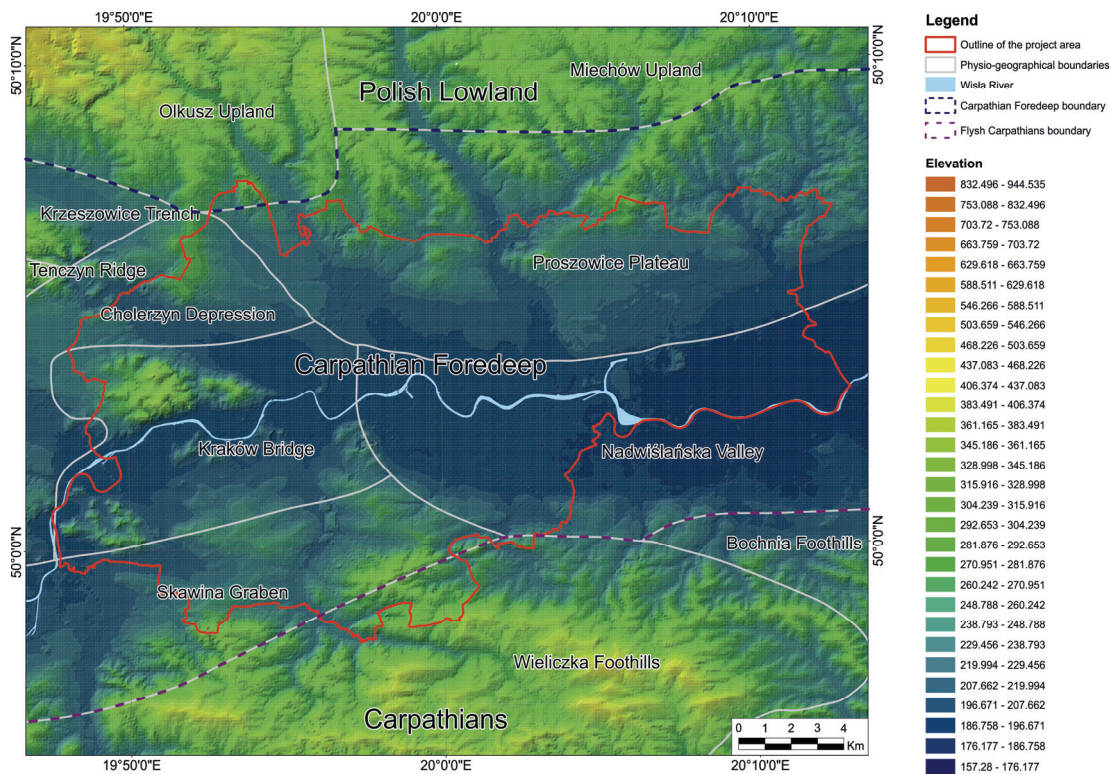 19°50'0"E
20°0'0"E
20°10'0"E
50°10'0"N
50°10'0"N
Miechów Upland
Polish Lowland
Olkusz Upland
Krzeszowice Trench
Tenczyn Ridge
Proszowice Plateau
Cholerzyn Depression
Carpathian Foredeep
Kraków Bridge
Nadwiślańska Valley
50°0'0"N
50°0'0"N
Bochnia Foothills
Skawina Graben
Wieliczka Foothills
Carpathians
0 1 2 3 4
Km
19°50'0"E
20°0'0"E
20°10'0"E
Legend
Outline of the project area
Physio-geographical boundaries
Wisła River
Carpathian Foredeep boundary
Flysh Carpathians boundary
Elevation
832.496 - 944.535
753.088 - 832.496
703.72 - 753.088
663.759 - 703.72
629.618 - 663.759
588.511 - 629.618
546.266 - 588.511
503.659 - 546.266
468.226 - 503.659
437.083 - 468.226
406.374 - 437.083
383.491 - 406.374
361.165 - 383.491
345.186 - 361.165
328.998 - 345.186
315.916 - 328.998
304.239 - 315.916
292.653 - 304.239
281.876 - 292.653
270.951 - 281.876
260.242 - 270.951
248.788 - 260.242
238.793 - 248.788
229.456 - 238.793
219.994 - 229.456
207.662 - 219.994
196.671 - 207.662
186.758 - 196.671
176.177 - 186.758
157.28 - 176.177